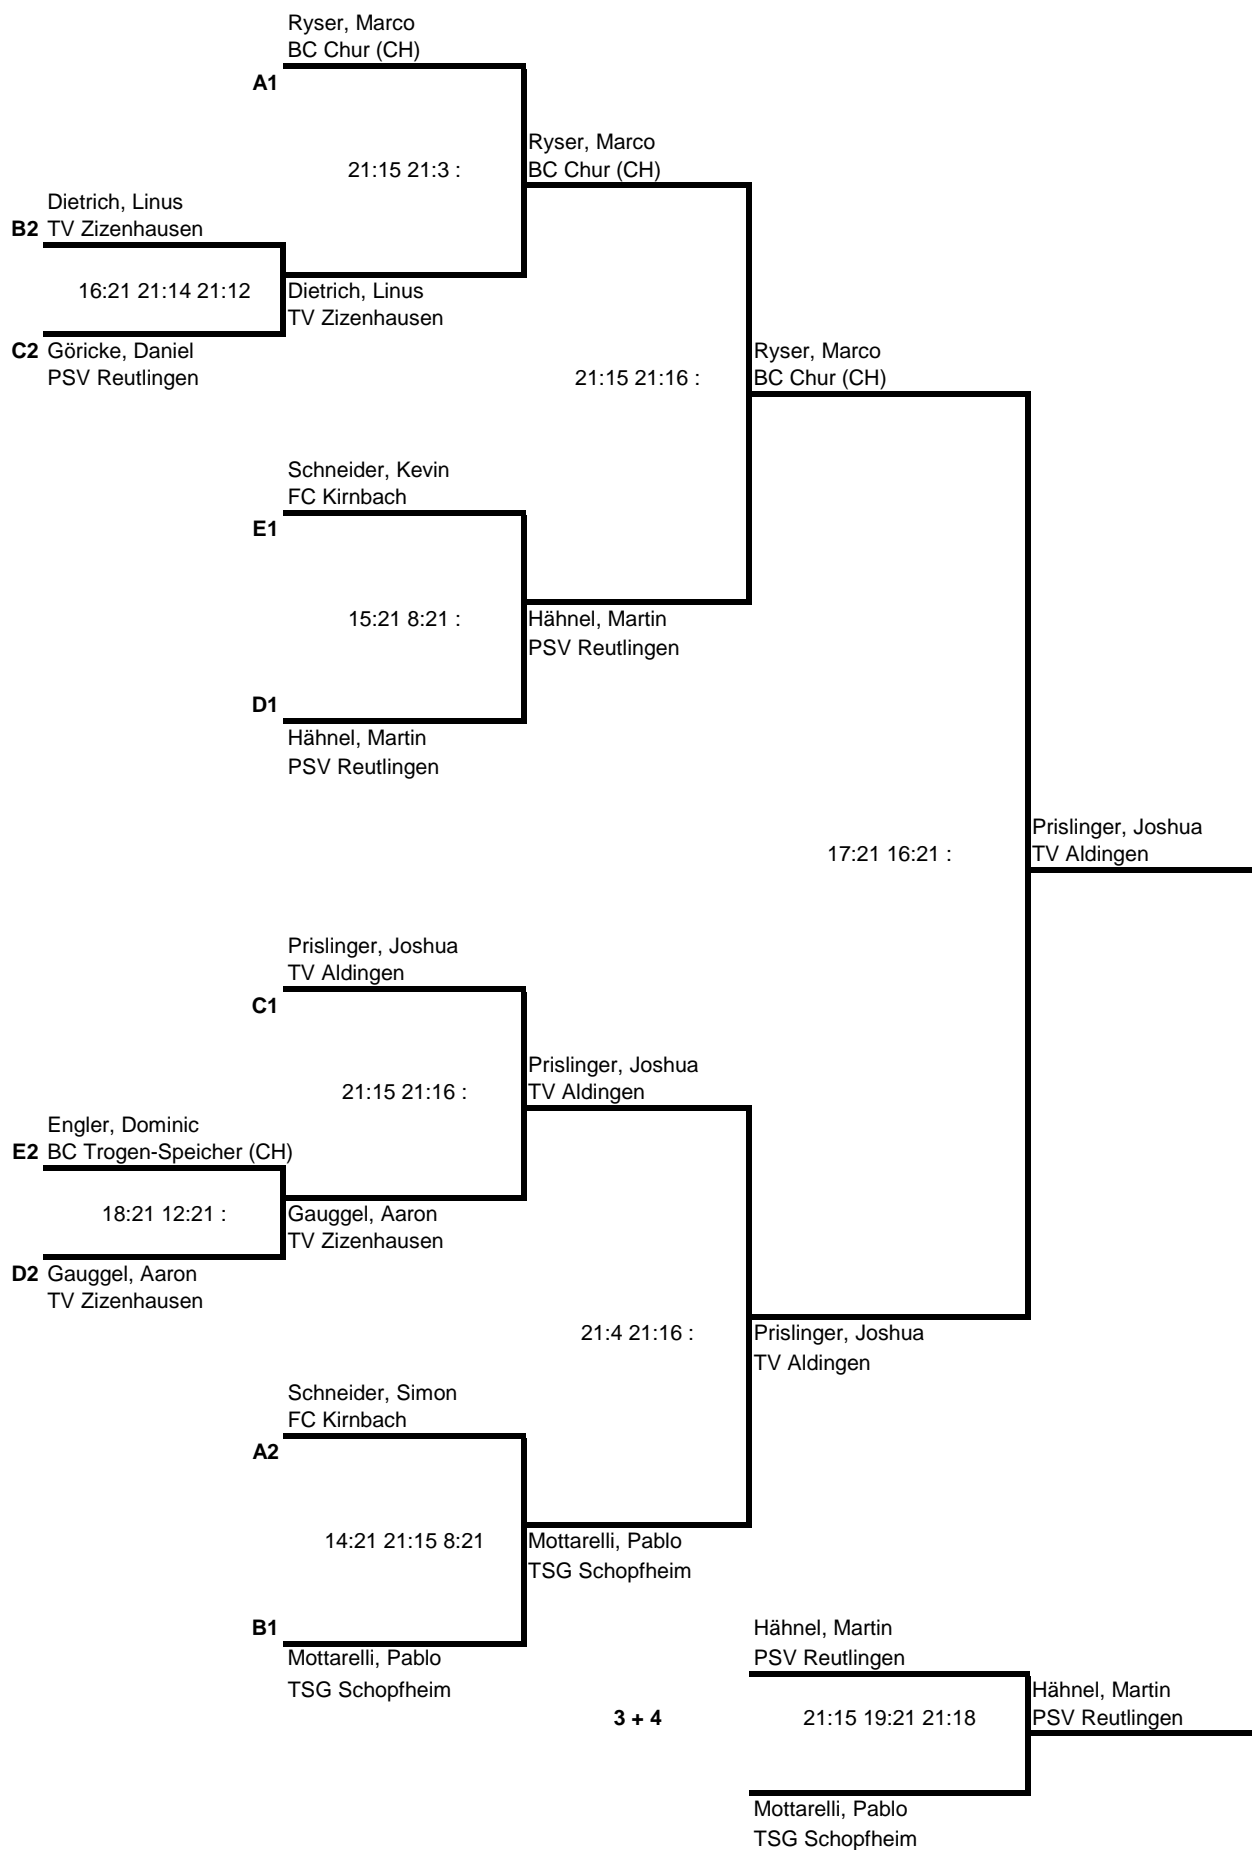 Ryser, Marco
BC Chur (CH)
A1
Ryser, Marco
21:15 21:3 :
BC Chur (CH)
Dietrich, Linus
B2 TV Zizenhausen
16:21 21:14 21:12
Dietrich, Linus
TV Zizenhausen
C2 Göricke, Daniel
PSV Reutlingen
Ryser, Marco
21:15 21:16 :
BC Chur (CH)
Schneider, Kevin
FC Kirnbach
E1
15:21 8:21 :
Hähnel, Martin
PSV Reutlingen
D1
Hähnel, Martin
PSV Reutlingen
Prislinger, Joshua
17:21 16:21 :
TV Aldingen
Prislinger, Joshua
TV Aldingen
C1
Prislinger, Joshua
21:15 21:16 :
TV Aldingen
Engler, Dominic
E2 BC Trogen-Speicher (CH)
18:21 12:21 :
Gauggel, Aaron
TV Zizenhausen
D2 Gauggel, Aaron
TV Zizenhausen
21:4 21:16 :
Prislinger, Joshua
TV Aldingen
Schneider, Simon
FC Kirnbach
A2
14:21 21:15 8:21
Mottarelli, Pablo
TSG Schopfheim
B1
Mottarelli, Pablo
TSG Schopfheim
Hähnel, Martin
PSV Reutlingen
3 + 4
21:15 19:21 21:18
Hähnel, Martin
PSV Reutlingen
Mottarelli, Pablo
TSG Schopfheim